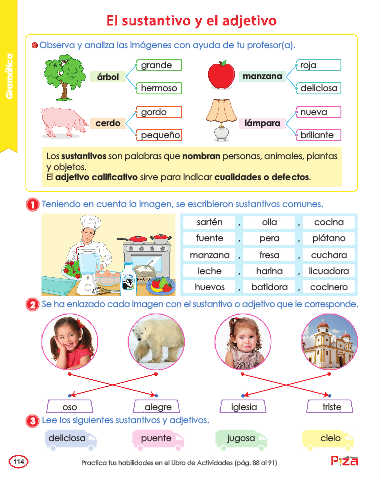 El sustantivo y el adjetivo
Gramática
Observa y analiza las imágenes con ayuda de tu profesor(a).
árbol
grande
hermoso
manzana
roja
deliciosa
cerdo
gordo
pequeño
lámpara
nueva
brillante
Los sustantivos son palabras que nombran personas, animales, plantas
y objetos.
El adjetivo calificativo sirve para indicar cualidades o defectos.
1 Teniendo en cuenta la imagen, se escribieron sustantivos comunes.
sartén , olla , cocina
fuente , pera , plátano
manzana , fresa , cuchara
leche , harina , licuadora
huevos , batidora , cocinero
2 Se ha enlazado cada imagen con el sustantivo o adjetivo que le corresponde.
oso alegre iglesia triste
3 Lee los siguientes sustantivos y adjetivos.
deliciosa puente jugosa cielo
114
Practica tus habilidades en el Libro de Actividades (pág. 88 al 91)